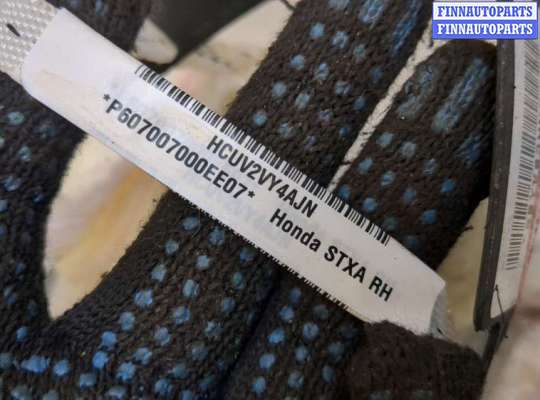 FINNAUTOPARTS
FINNAUTOPARTS
HCUV2VY4AJN
*P607007000EE07* Honda STXA RH